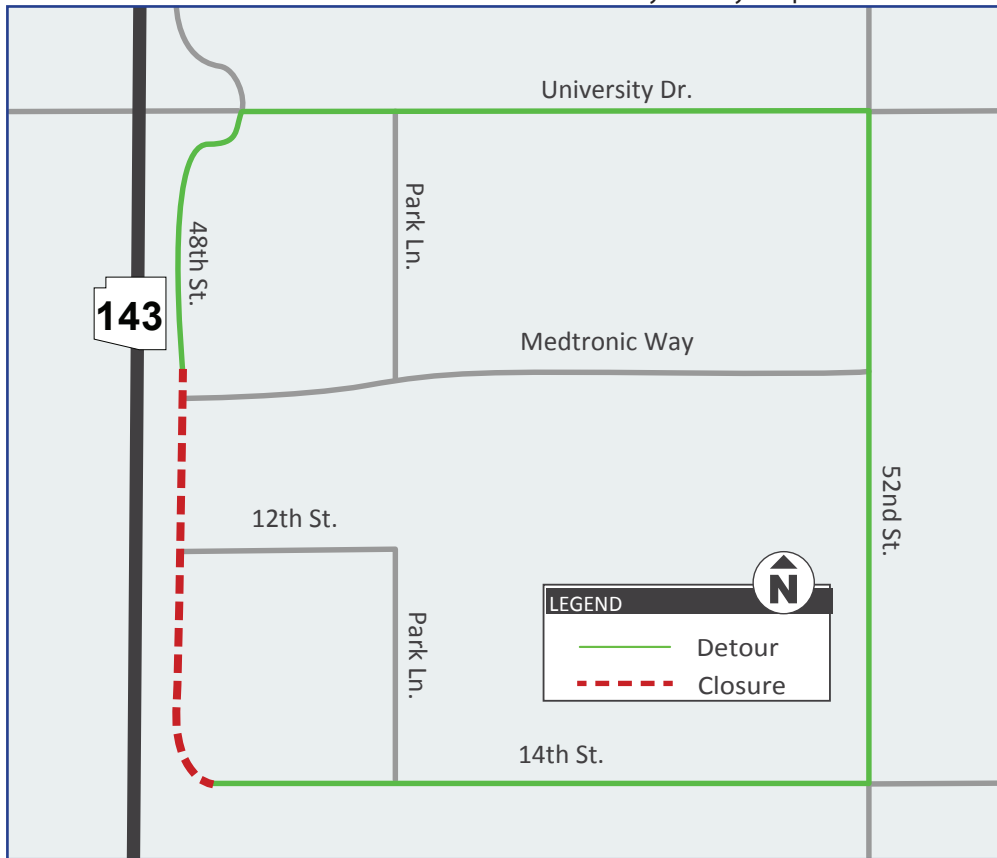 University Dr.
Park Ln.
48th St.
143
Medtronic Way
52nd St.
12th St.
N
LEGEND
Detour
Closure
Park Ln.
14th St.